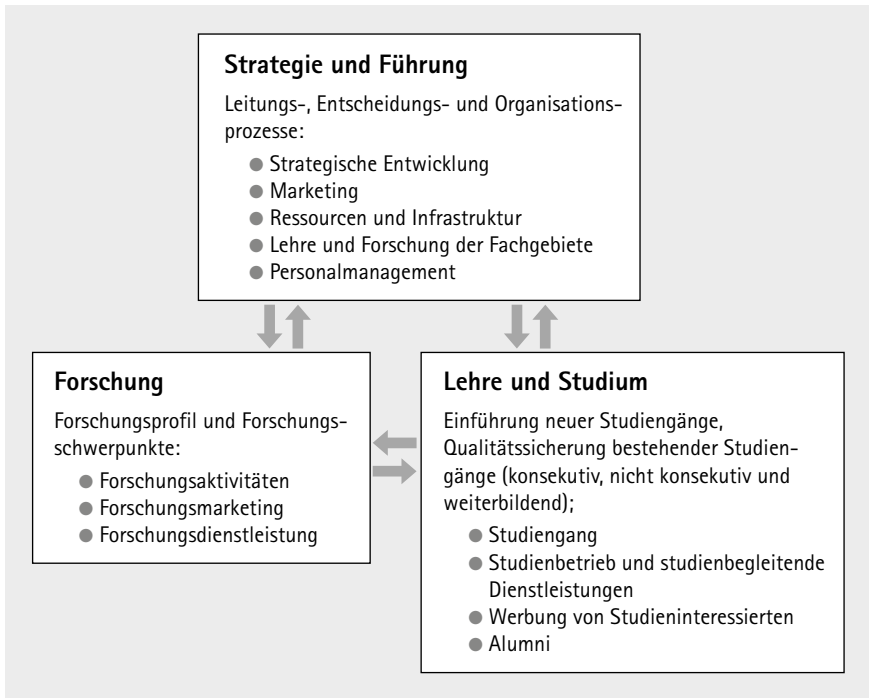 Strategie und Führung
Leitungs-, Entscheidungs- und Organisations-
prozesse:
● Strategische Entwicklung
● Marketing
● Ressourcen und Infrastruktur
● Lehre und Forschung der Fachgebiete
● Personalmanagement
Forschung
Forschungsprofil und Forschungs-
schwerpunkte:
● Forschungsaktivitäten
● Forschungsmarketing
● Forschungsdienstleistung
Lehre und Studium
Einführung neuer Studiengänge,
Qualitätssicherung bestehender Studien-
gänge (konsekutiv, nicht konsekutiv und
weiterbildend);
● Studiengang
● Studienbetrieb und studienbegleitende
Dienstleistungen
● Werbung von Studieninteressierten
● Alumni